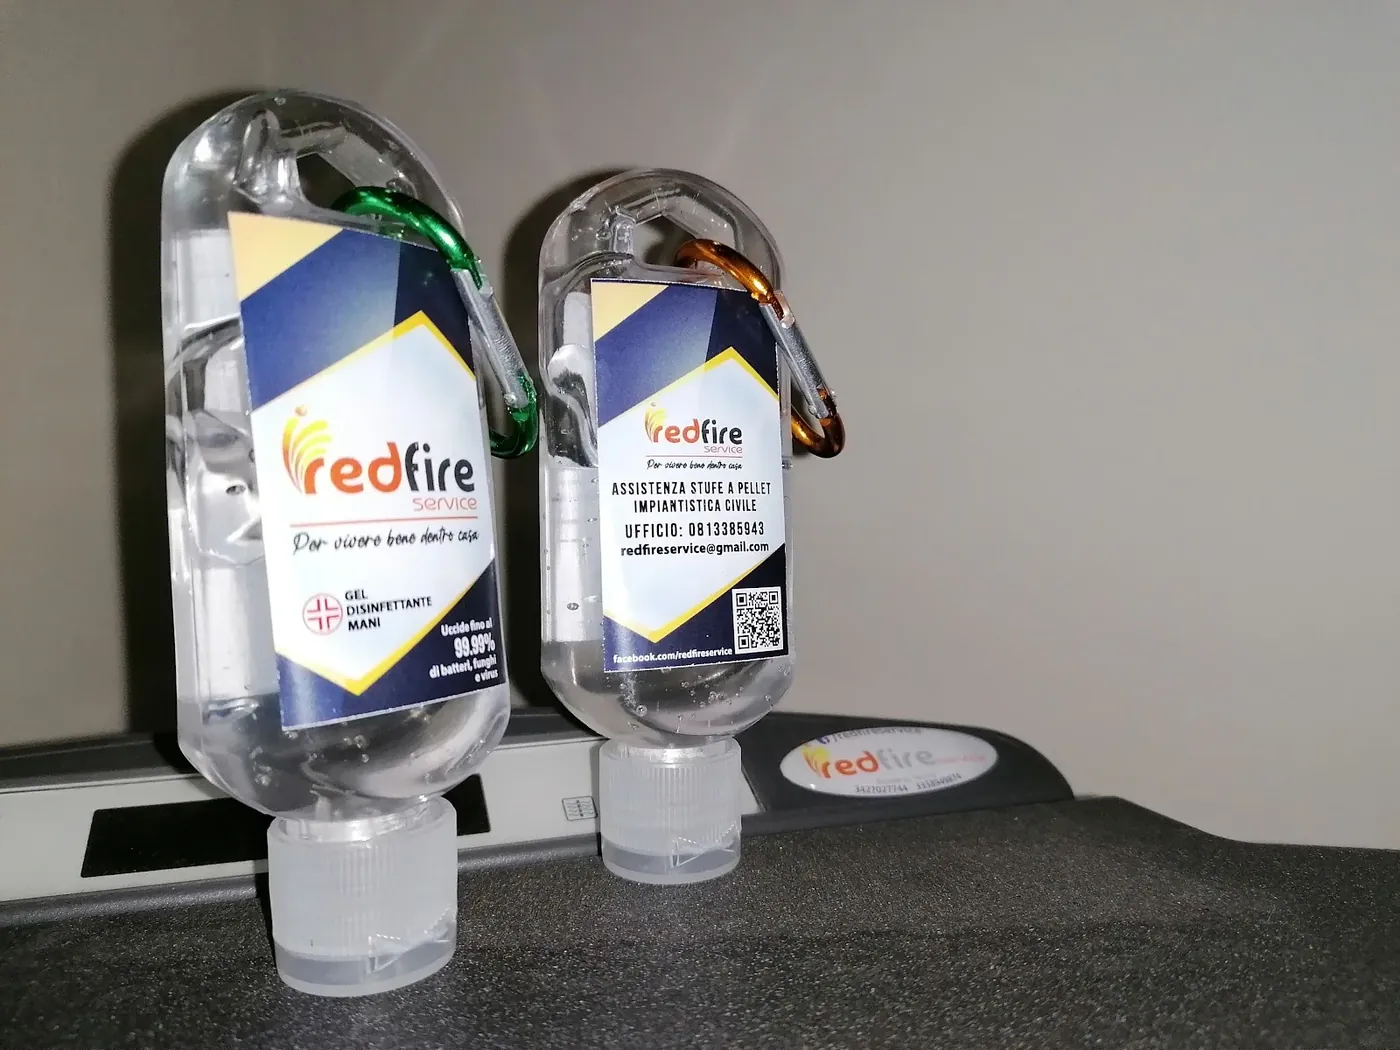 redfire
service
Per vivere bene dentro casa
GEL
DISINFETTANTE
MANI
Uccide fino al
99.99%
di batteri, funghi
e virus
redfire
service
Per vivere bene dentro casa
ASSISTENZA STUFE A PELLET
IMPIANTISTICA CIVILE
UFFICIO: 0813385943
redfireservice@gmail.com
facebook.com/redfireservice
/redfireservice
redfire
3427027744